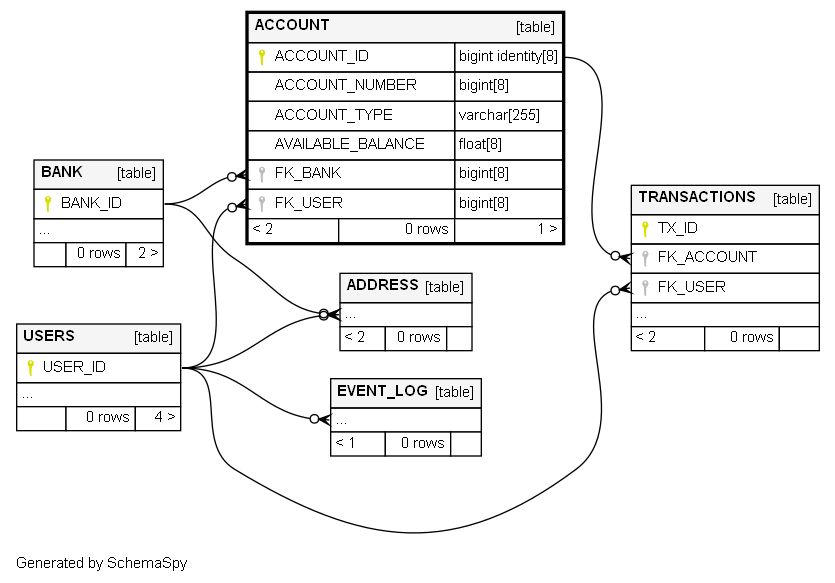 ACCOUNT [table]
ACCOUNT_ID bigint identity[8]
ACCOUNT_NUMBER bigint[8]
ACCOUNT_TYPE varchar[255]
AVAILABLE_BALANCE float[8]
FK_BANK bigint[8]
FK_USER bigint[8]
< 2 0 rows 1 >
BANK [table]
BANK_ID
...
0 rows 2 >
TRANSACTIONS [table]
TX_ID
FK_ACCOUNT
FK_USER
...
< 2 0 rows
ADDRESS [table]
...
< 2 0 rows
USERS [table]
USER_ID
...
0 rows 4 >
EVENT_LOG [table]
...
< 1 0 rows
Generated by SchemaSpy